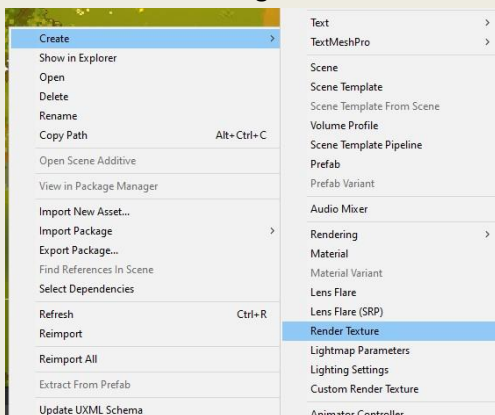 Create >
Show in Explorer
Open
Delete
Rename
Copy Path Alt+Ctrl+C
Open Scene Additive
View in Package Manager
Import New Asset...
Import Package >
Export Package...
Find References In Scene
Select Dependencies
Refresh Ctrl+R
Reimport
Reimport All
Extract From Prefab
Update UXML Schema
Text >
TextMeshPro >
Scene
Scene Template
Scene Template From Scene
Volume Profile
Scene Template Pipeline
Prefab
Prefab Variant
Audio Mixer
Rendering >
Material
Material Variant
Lens Flare
Lens Flare (SRP)
Render Texture
Lightmap Parameters
Lighting Settings
Custom Render Texture
Animator Controller